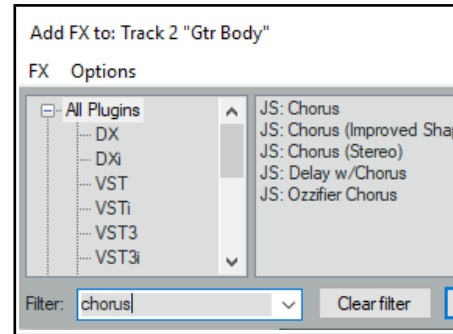 Add FX to: Track 2 "Gtr Body"
FX Options
All Plugins
DX
DXi
VST
VSTi
VST3
VST3i
JS: Chorus
JS: Chorus (Improved Sha
JS: Chorus (Stereo)
JS: Delay w/Chorus
JS: Ozzifier Chorus
Filter: chorus Clear filter